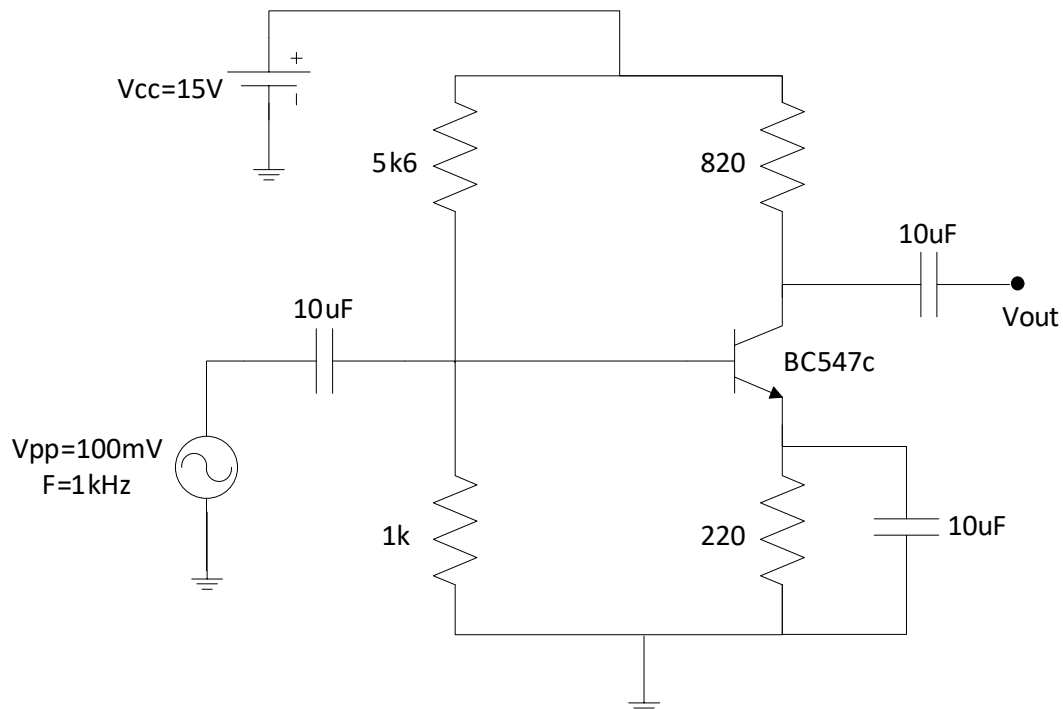 +
Vcc=15V
–
5k6
820
10uF
Vout
10uF
BC547c
Vpp=100mV
F=1kHz
1k
220
10uF